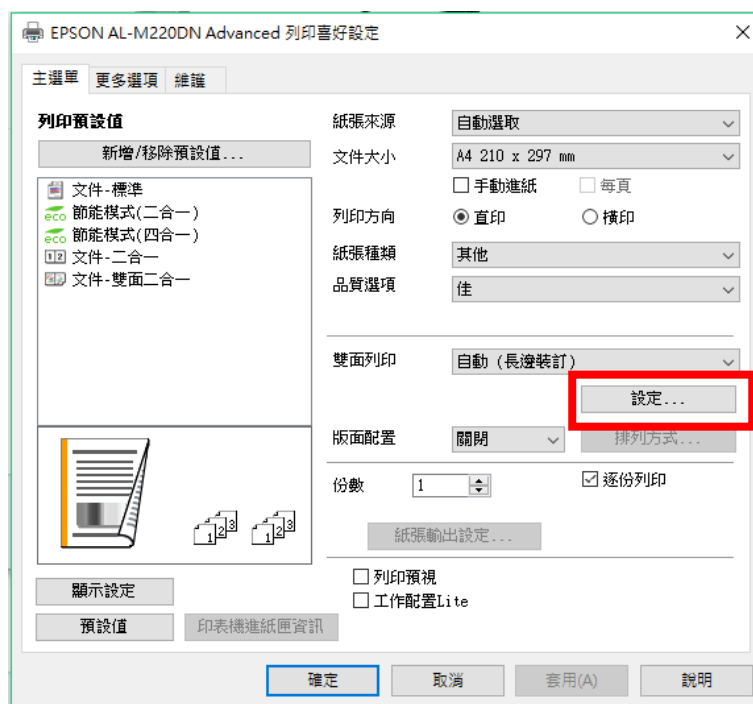 EPSON AL-M220DN Advanced 列印喜好設定
主選單 更多選項 維護
列印預設值
新增/移除預設值...
文件-標準
eco 節能模式(二合一)
eco 節能模式(四合一)
12 文件-二合一
文件-雙面二合一
1 2 3 1 2 3
顯示設定
預設值 印表機進紙匣資訊
紙張來源 自動選取
文件大小 A4 210 x 297 mm
手動進紙 每頁
列印方向 直印 橫印
紙張種類 其他
品質選項 佳
雙面列印 自動 (長邊裝訂)
設定...
版面配置 關閉 排列方式...
份數 1 逐份列印
紙張輸出設定...
列印預視
工作配置Lite
確定 取消 套用(A) 說明